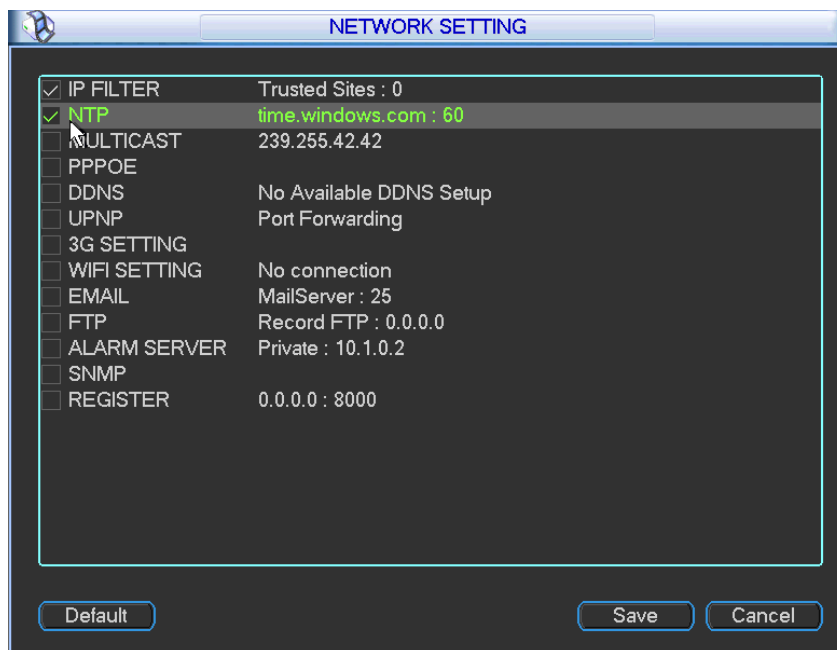 NETWORK SETTING
IP FILTER Trusted Sites : 0
NTP time.windows.com : 60
MULTICAST 239.255.42.42
PPPOE
DDNS No Available DDNS Setup
UPNP Port Forwarding
3G SETTING
WIFI SETTING No connection
EMAIL MailServer : 25
FTP Record FTP : 0.0.0.0
ALARM SERVER Private : 10.1.0.2
SNMP
REGISTER 0.0.0.0 : 8000
Default Save Cancel